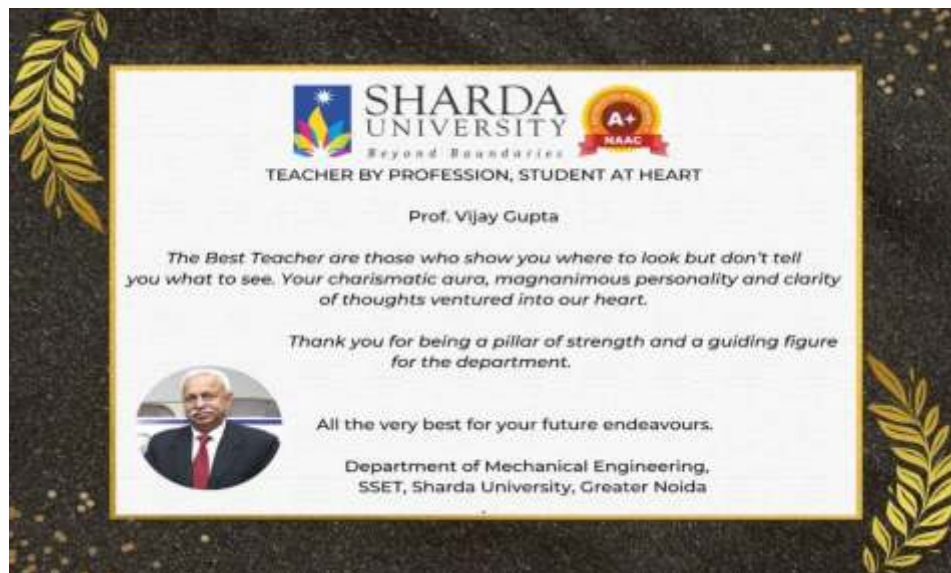 SHARDA
UNIVERSITY
Beyond Boundaries
A+
NAAC
TEACHER BY PROFESSION, STUDENT AT HEART
Prof. Vijay Gupta
The Best Teacher are those who show you where to look but don't tell
you what to see. Your charismatic aura, magnanimous personality and clarity
of thoughts ventured into our heart.
Thank you for being a pillar of strength and a guiding figure
for the department.
All the very best for your future endeavours.
Department of Mechanical Engineering,
SSET, Sharda University, Greater Noida